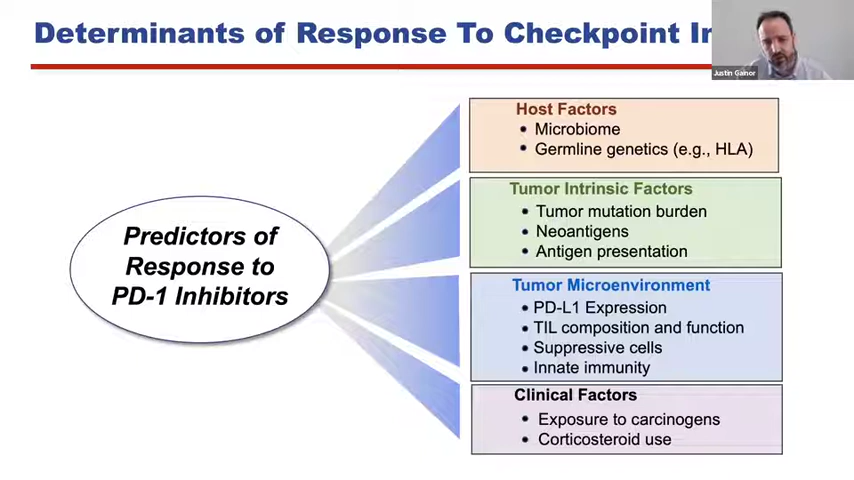 Determinants of Response To Checkpoint
Justin Gainor
Host Factors
• Microbiome
• Germline genetics (e.g., HLA)
Tumor Intrinsic Factors
• Tumor mutation burden
• Neoantigens
• Antigen presentation
Predictors of
Response to
PD-1 Inhibitors
Tumor Microenvironment
• PD-L1 Expression
• TIL composition and function
• Suppressive cells
• Innate immunity
Clinical Factors
• Exposure to carcinogens
• Corticosteroid use